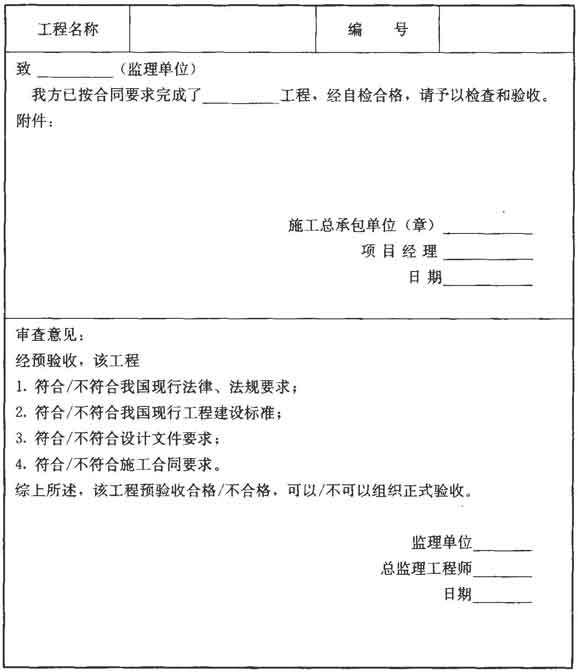 工程名称 编 号
致________(监理单位)
我方已按合同要求完成了________工程，经自检合格，请予以检查和验收。
附件：
施工总承包单位（章）________
项目经理________
日期________
审查意见：
经预验收，该工程
1. 符合/不符合我国现行法律、法规要求；
2. 符合/不符合我国现行工程建设标准；
3. 符合/不符合设计文件要求；
4. 符合/不符合施工合同要求。
综上所述，该工程预验收合格/不合格，可以/不可以组织正式验收。
监理单位______
总监理工程师______
日期______